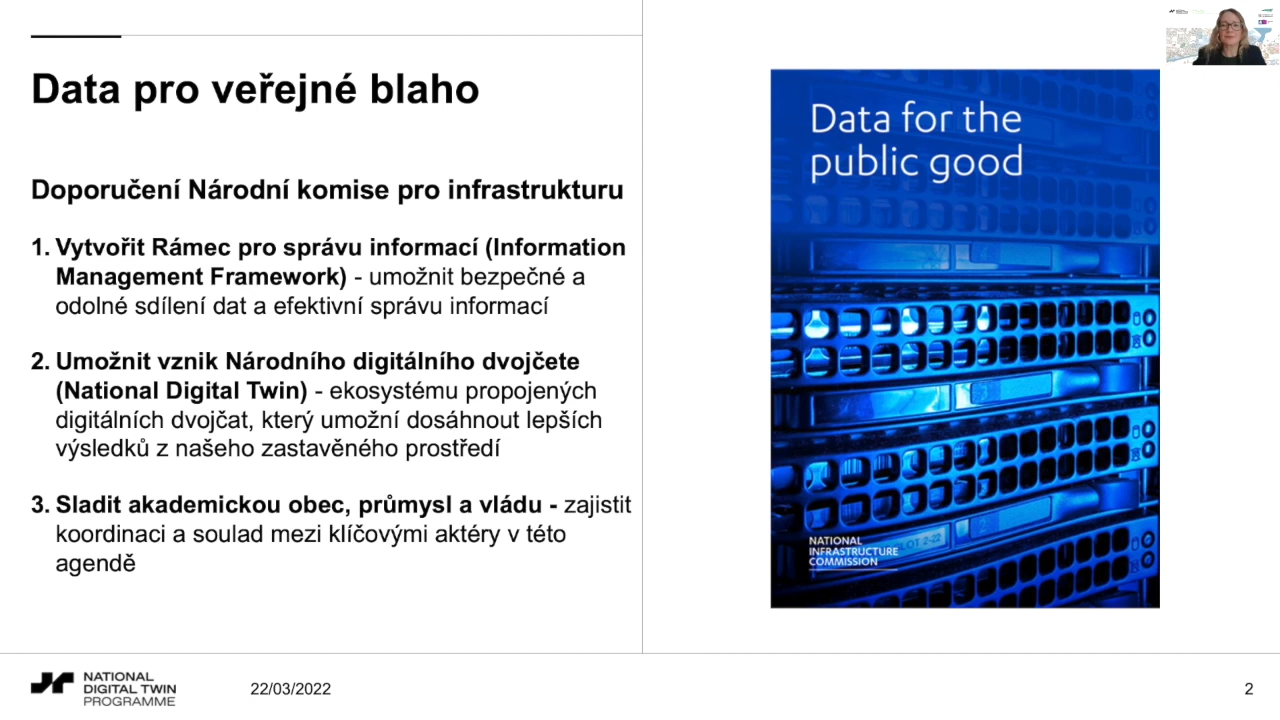 Data pro veřejné blaho
Doporučení Národní komise pro infrastrukturu
1. Vytvořit Rámec pro správu informací (Information
Management Framework) - umožnit bezpečné a
odolné sdílení dat a efektivní správu informací
2. Umožnit vznik Národního digitálního dvojčete
(National Digital Twin) - ekosystému propojených
digitálních dvojčat, který umožní dosáhnout lepších
výsledků z našeho zastavěného prostředí
3. Sladit akademickou obec, průmysl a vládu - zajistit
koordinaci a soulad mezi klíčovými aktéry v této
agendě
Data for the
public good
NATIONAL
INFRASTRUCTURE
COMMISSION
SLOT 2-22
NATIONAL
DIGITAL TWIN
PROGRAMME
22/03/2022
2